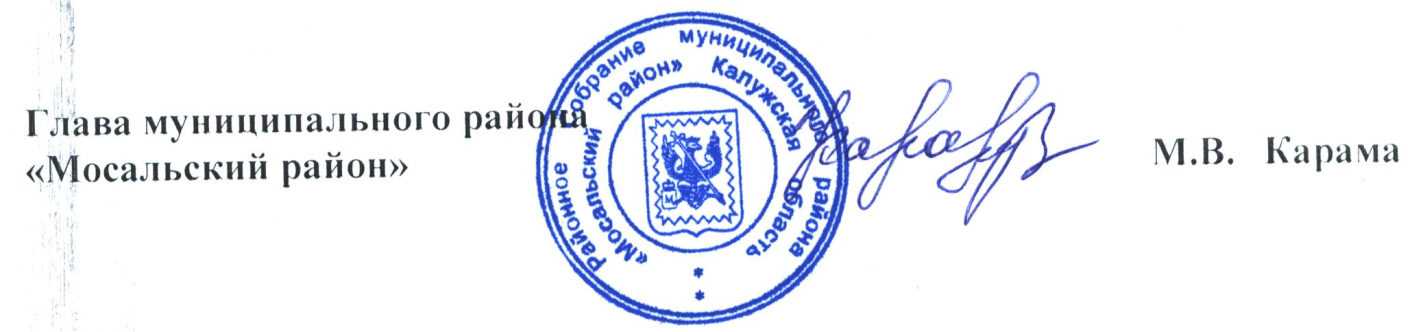 Глава муниципального района
«Мосальский район»
Районное Собрание муниципального района
«Мосальский район» Калужская область
* *
М.В. Карама